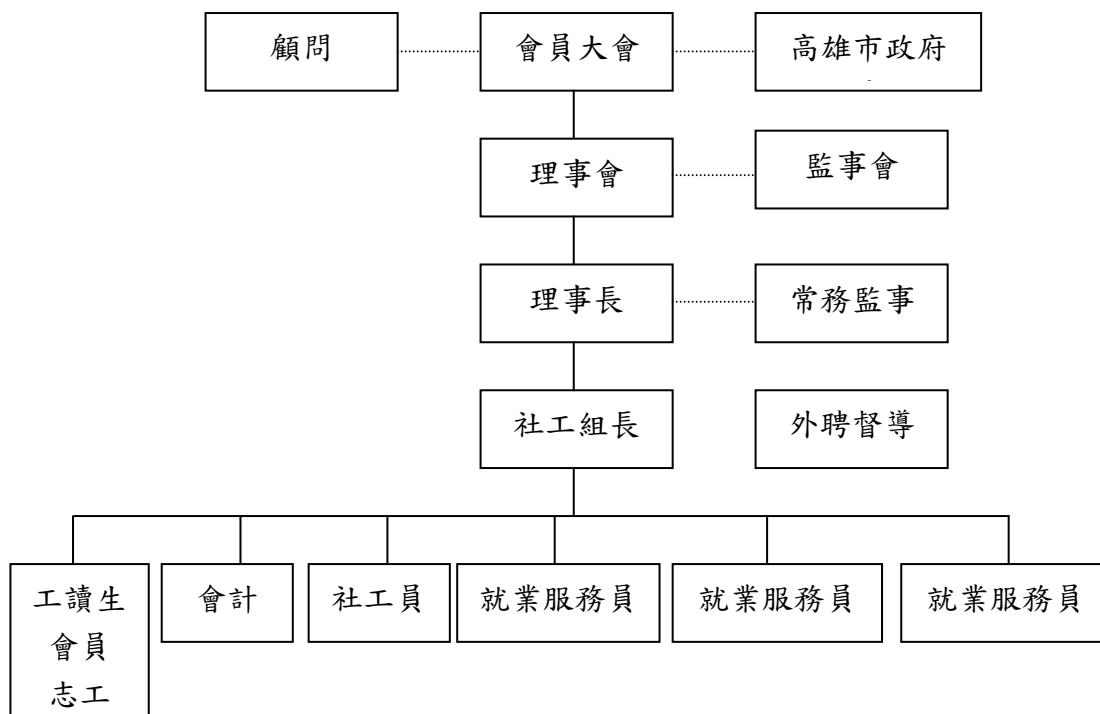 顧問
會員大會
高雄市政府
理事會
監事會
理事長
常務監事
社工組長
外聘督導
工讀生
會員
志工
會計
社工員
就業服務員
就業服務員
就業服務員